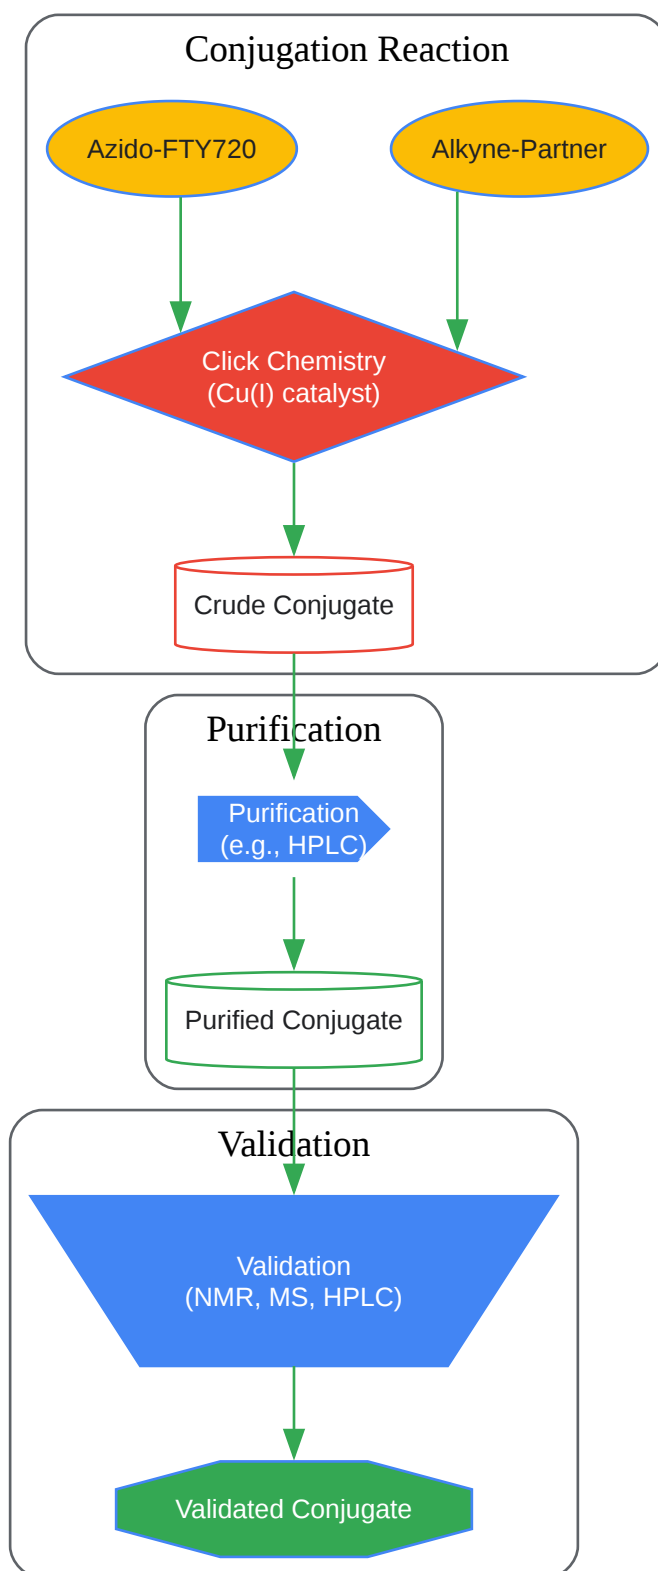 Conjugation Reaction
Azido-FTY720
Alkyne-Partner
Click Chemistry
(Cu(I) catalyst)
Crude Conjugate
Purification
Purification
(e.g., HPLC)
Purified Conjugate
Validation
Validation
(NMR, MS, HPLC)
Validated Conjugate